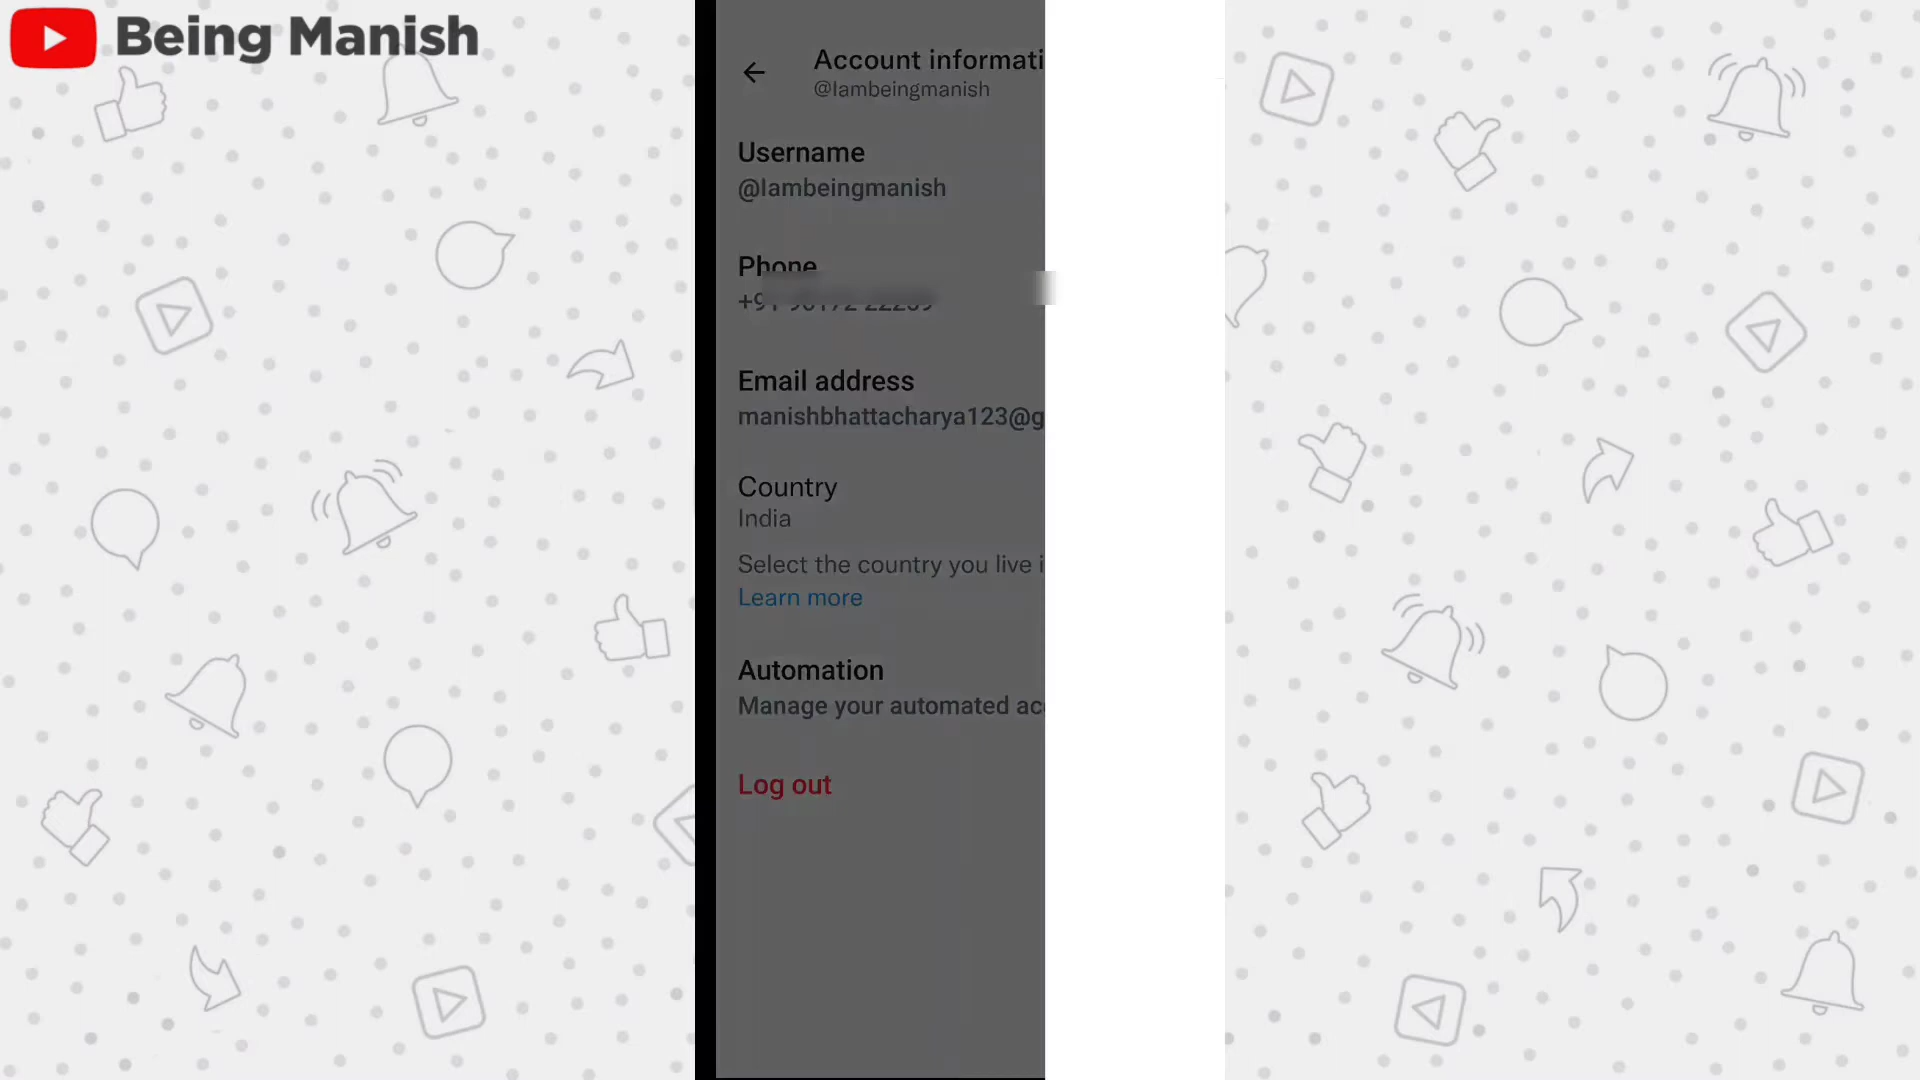 Being Manish
Account informati
@Iambeingmanish
Username
@Iambeingmanish
Phone
Email address
manishbhattacharya123@g
Country
India
Select the country you live i
Learn more
Automation
Manage your automated acc
Log out